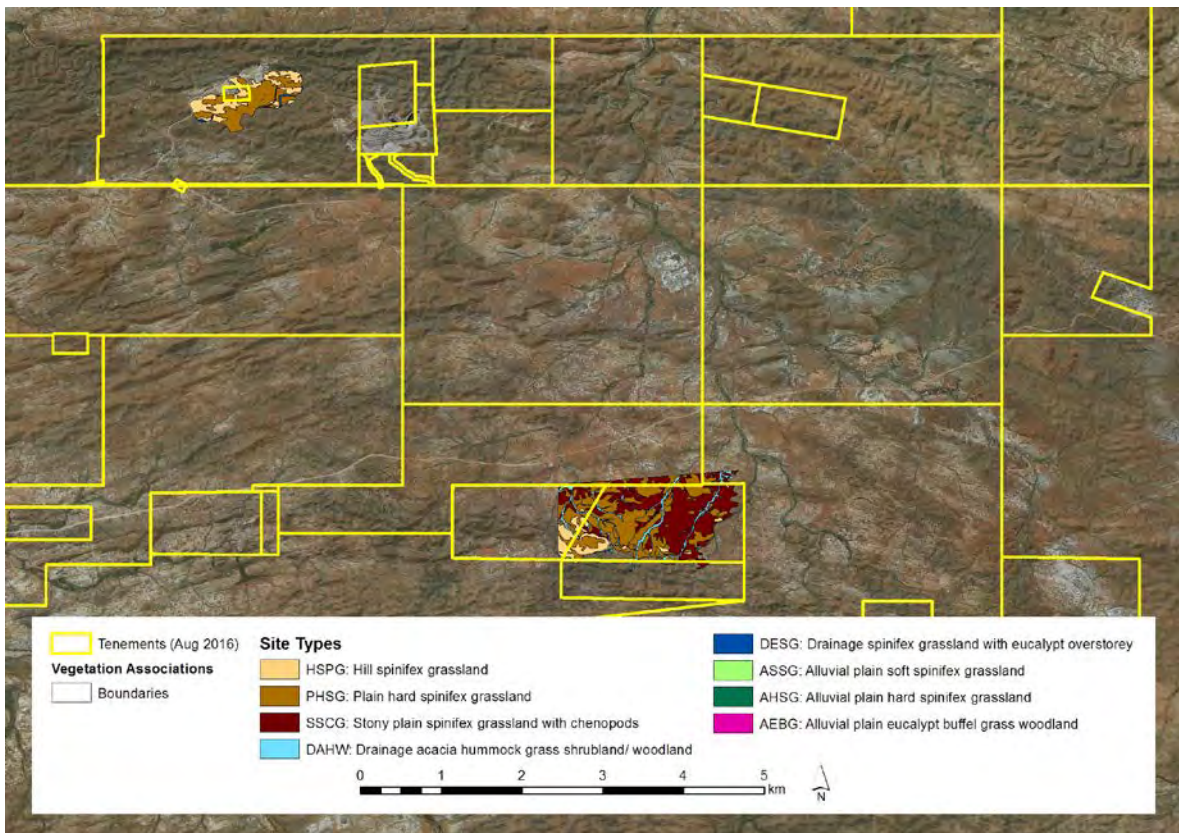 Tenements (Aug 2016)
Vegetation Associations
Boundaries
Site Types
HSPG: Hill spinifex grassland
PHSG: Plain hard spinifex grassland
SSCG: Stony plain spinifex grassland with chenopods
DAHW: Drainage acacia hummock grass shrubland/ woodland
DESG: Drainage spinifex grassland with eucalypt overstorey
ASSG: Alluvial plain soft spinifex grassland
AHSG: Alluvial plain hard spinifex grassland
AEBG: Alluvial plain eucalypt buffel grass woodland
0 1 2 3 4 5
km
N